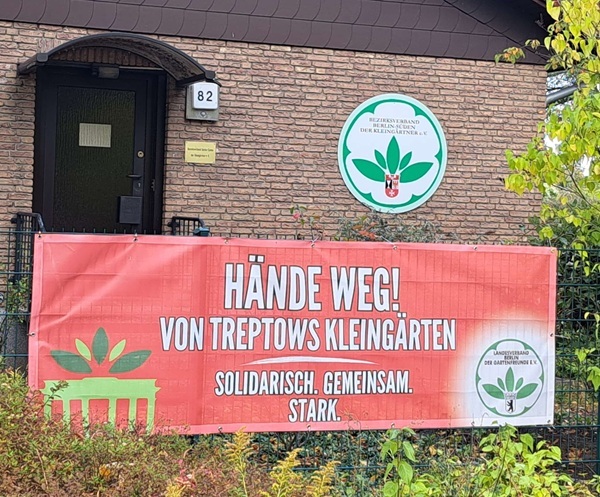 82
BEZIRKSVERBAND
BERLIN-SÜDEN
DER KLEINGÄRTNER e.V.
HÄNDE WEG!
VON TREPTOWS KLEINGÄRTEN
SOLIDARISCH. GEMEINSAM.
STARK.
LANDESVERBAND
BERLIN
DER GARTENFREUNDE E.V.